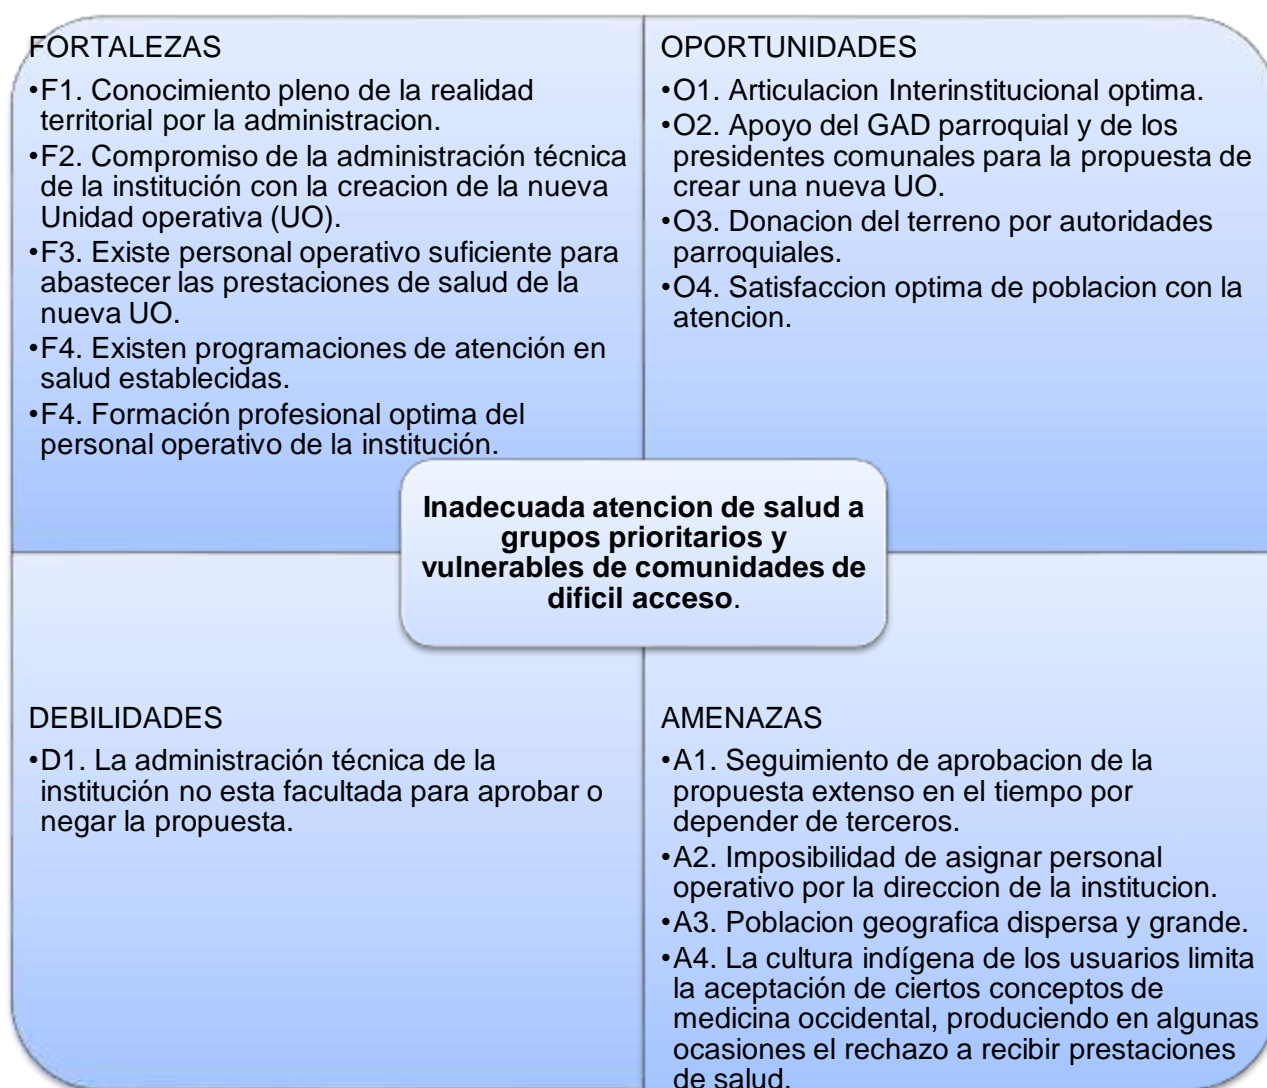 FORTALEZAS
•F1. Conocimiento pleno de la realidad
territorial por la administracion.
•F2. Compromiso de la administración técnica
de la institución con la creacion de la nueva
Unidad operativa (UO).
•F3. Existe personal operativo suficiente para
abastecer las prestaciones de salud de la
nueva UO.
•F4. Existen programaciones de atención en
salud establecidas.
•F4. Formación profesional optima del
personal operativo de la institución.
OPORTUNIDADES
•O1. Articulacion Interinstitucional optima.
•O2. Apoyo del GAD parroquial y de los
presidentes comunales para la propuesta de
crear una nueva UO.
•O3. Donacion del terreno por autoridades
parroquiales.
•O4. Satisfaccion optima de poblacion con la
atencion.
Inadecuada atencion de salud a
grupos prioritarios y
vulnerables de comunidades de
dificil acceso.
DEBILIDADES
•D1. La administración técnica de la
institución no esta facultada para aprobar o
negar la propuesta.
AMENAZAS
•A1. Seguimiento de aprobacion de la
propuesta extenso en el tiempo por
depender de terceros.
•A2. Imposibilidad de asignar personal
operativo por la direccion de la institucion.
•A3. Poblacion geografica dispersa y grande.
•A4. La cultura indígena de los usuarios limita
la aceptación de ciertos conceptos de
medicina occidental, produciendo en algunas
ocasiones el rechazo a recibir prestaciones
de salud.